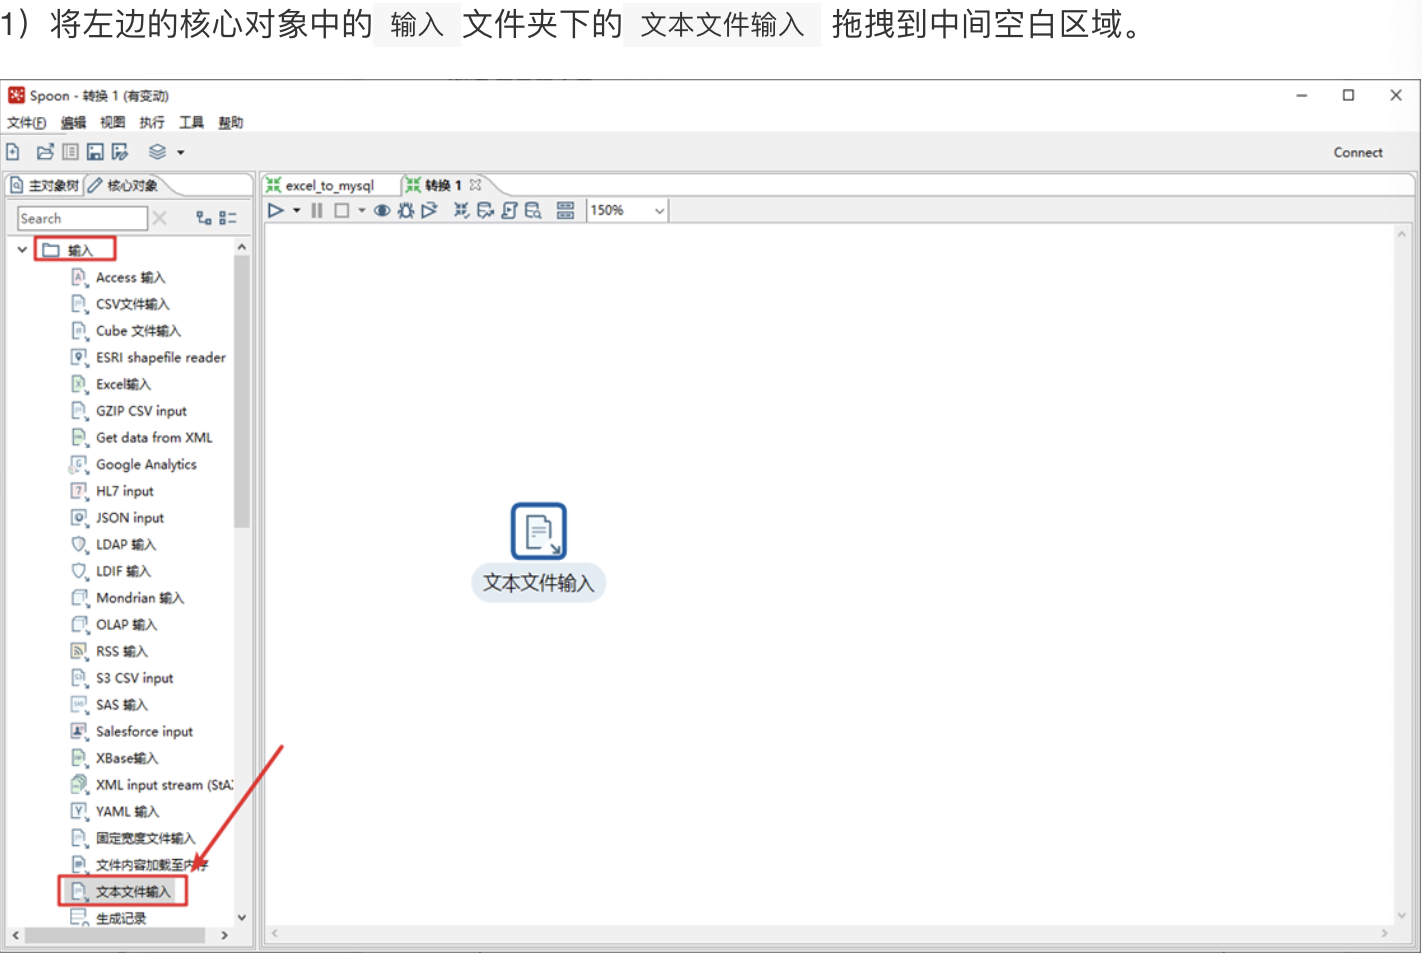 1）将左边的核心对象中的 输入 文件夹下的 文本文件输入 拖拽到中间空白区域。
Spoon - 转换 1 (有变动)
文件(F) 编辑 视图 执行 工具 帮助
Connect
主对象树 核心对象
excel_to_mysql 转换 1
Search
150%
输入
Access 输入
CSV文件输入
Cube 文件输入
ESRI shapefile reader
Excel输入
GZIP CSV input
Get data from XML
Google Analytics
HL7 input
JSON input
LDAP 输入
LDIF 输入
Mondrian 输入
OLAP 输入
RSS 输入
S3 CSV input
SAS 输入
Salesforce input
XBase输入
XML input stream (StA
YAML 输入
固定宽度文件输入
文件内容加载至内存
文本文件输入
生成记录
文本文件输入